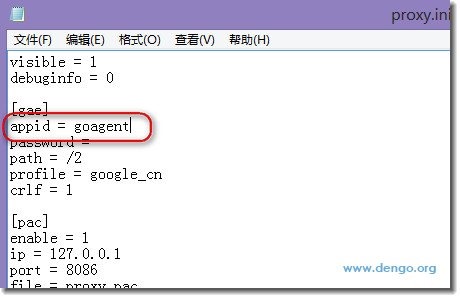 proxy.ini
文件(F) 编辑(E) 格式(O) 查看(V) 帮助(H)
visible = 1
debuginfo = 0
[gae]
appid = goagent
password =
path = /2
profile = google_cn
crlf = 1
[pac]
enable = 1
ip = 127.0.0.1
port = 8086
file = proxy.pac
www.dengo.org